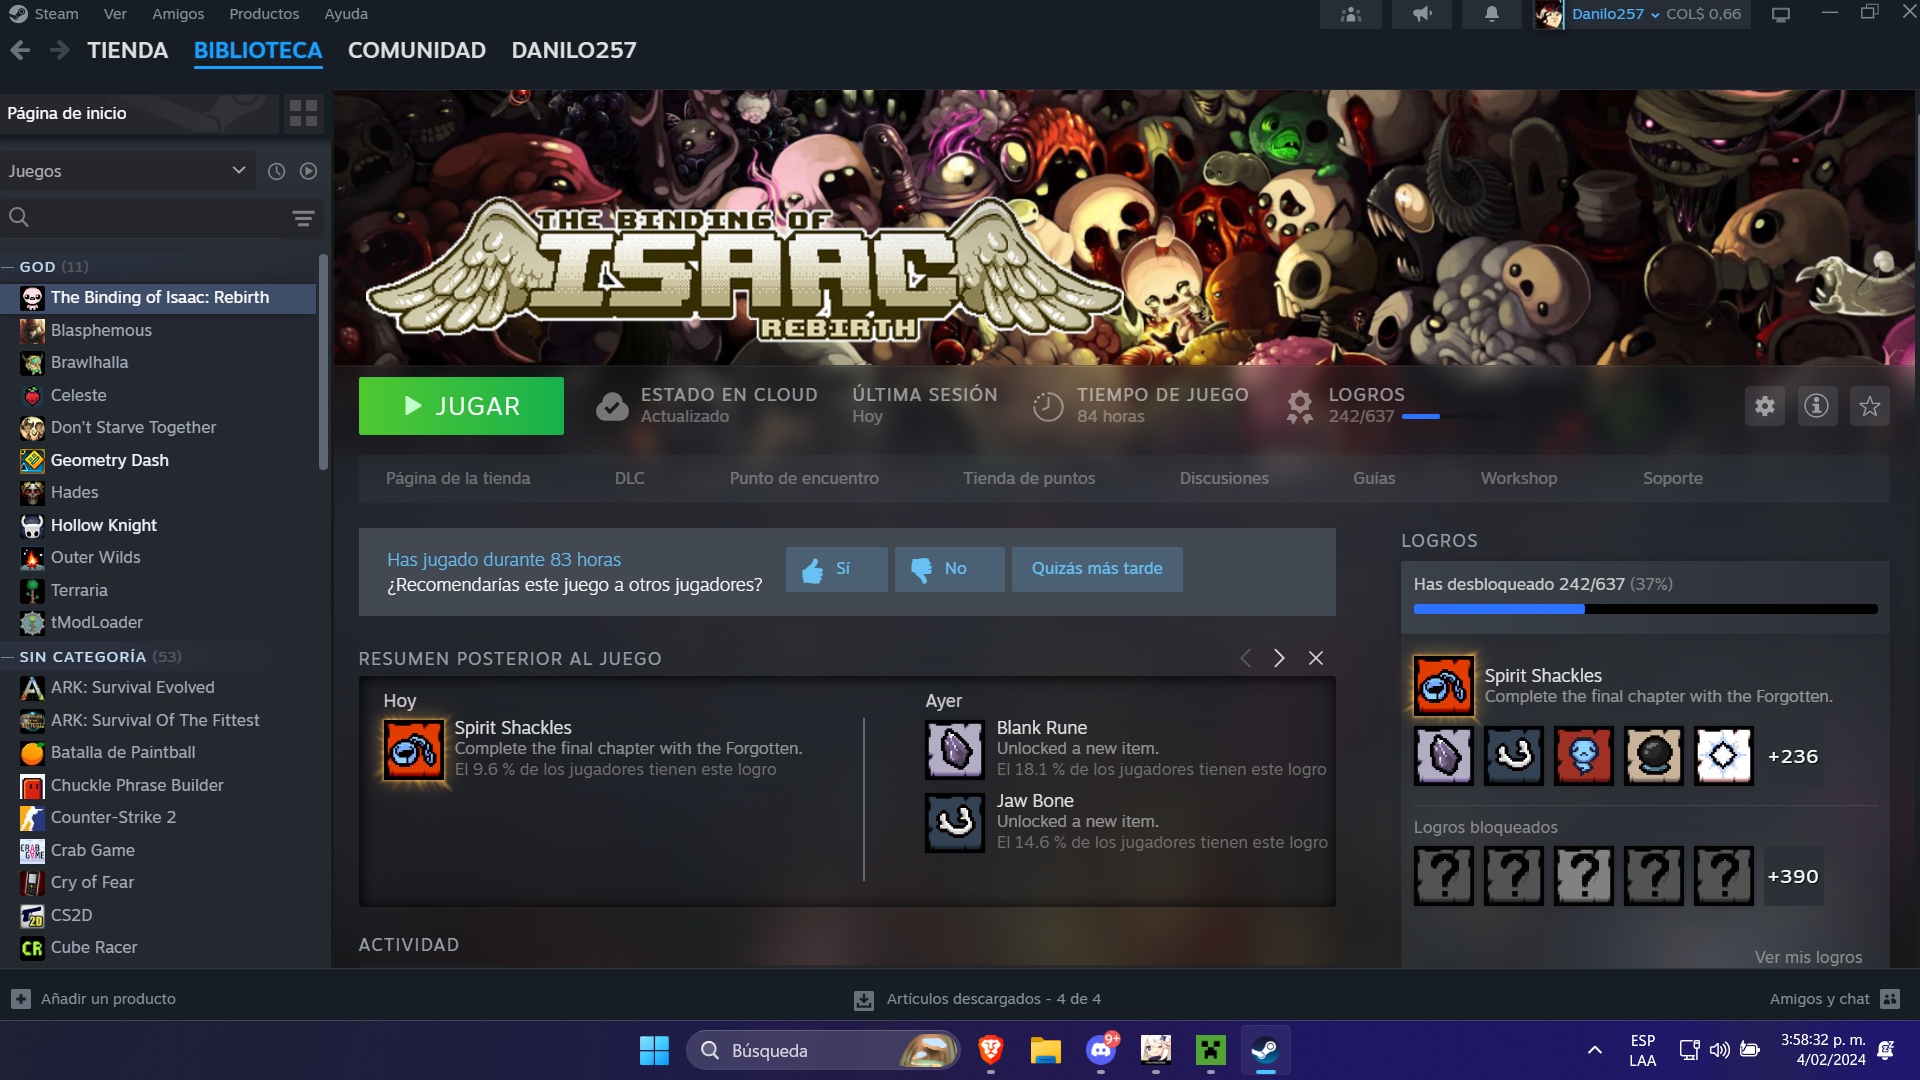 Steam Ver Amigos Productos Ayuda
Danilo257 COL$ 0,66
TIENDA BIBLIOTECA COMUNIDAD DANILO257
Página de inicio
Juegos
GOD (11)
The Binding of Isaac: Rebirth
Blasphemous
Brawlhalla
Celeste
Don't Starve Together
Geometry Dash
Hades
Hollow Knight
Outer Wilds
Terraria
tModLoader
SIN CATEGORÍA (53)
ARK: Survival Evolved
ARK: Survival Of The Fittest
Batalla de Paintball
Chuckle Phrase Builder
Counter-Strike 2
Crab Game
Cry of Fear
CS2D
Cube Racer
THE BINDING OF
ISAAC
REBIRTH
JUGAR
ESTADO EN CLOUD
Actualizado
ÚLTIMA SESIÓN
Hoy
TIEMPO DE JUEGO
84 horas
LOGROS
242/637
Página de la tienda DLC Punto de encuentro Tienda de puntos Discusiones Guías Workshop Soporte
Has jugado durante 83 horas
¿Recomendarías este juego a otros jugadores?
Sí No Quizás más tarde
RESUMEN POSTERIOR AL JUEGO
Hoy
Spirit Shackles
Complete the final chapter with the Forgotten.
El 9.6 % de los jugadores tienen este logro
Ayer
Blank Rune
Unlocked a new item.
El 18.1 % de los jugadores tienen este logro
Jaw Bone
Unlocked a new item.
El 14.6 % de los jugadores tienen este logro
ACTIVIDAD
LOGROS
Has desbloqueado 242/637 (37%)
Spirit Shackles
Complete the final chapter with the Forgotten.
+236
Logros bloqueados
? ? ? ? ?
+390
Ver mis logros
Añadir un producto
Artículos descargados - 4 de 4
Amigos y chat
Búsqueda
9+
ESP
LAA
3:58:32 p. m.
4/02/2024